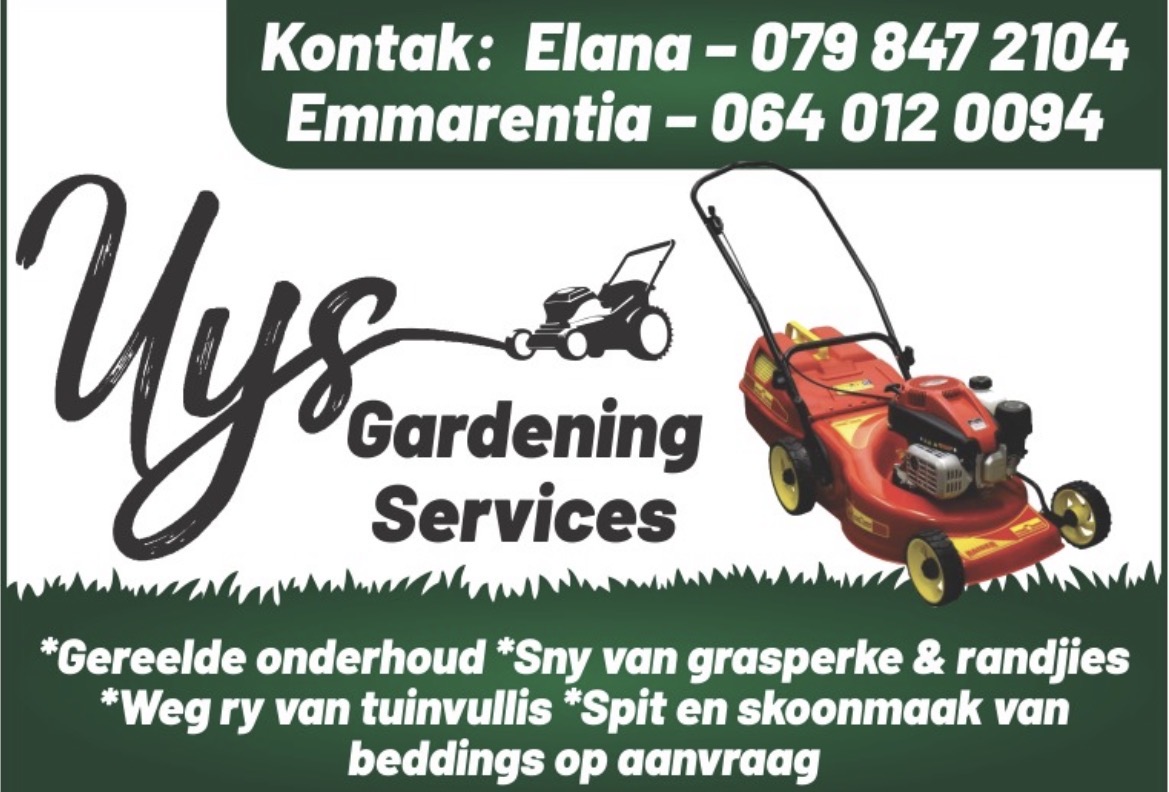 Kontak: Elana – 079 847 2104
Emmarentia – 064 012 0094
Uys
Gardening
Services
*Gereelde onderhoud *Sny van grasperke & randjies
*Weg ry van tuinvullis *Spit en skoonmaak van
beddings op aanvraag